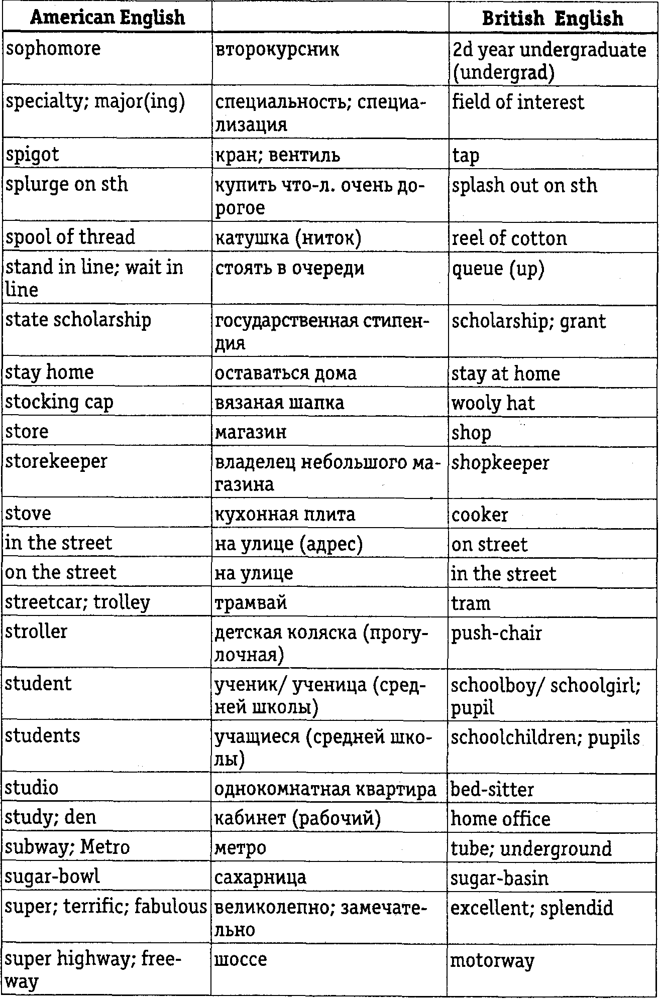 American English British English
sophomore второкурсник 2d year undergraduate
(undergrad)
specialty; major(ing) специальность; специа- field of interest
лизация
spigot кран; вентиль tap
splurge on sth купить что-л. очень до- splash out on sth
рогое
spool of thread катушка (ниток) reel of cotton
stand in line; wait in стоять в очереди queue (up)
line
state scholarship государственная стипен- scholarship; grant
дия
stay home оставаться дома stay at home
stocking cap вязаная шапка wooly hat
store магазин shop
storekeeper владелец небольшого ма- shopkeeper
газина
stove кухонная плита cooker
in the street на улице (адрес) on street
on the street на улице in the street
streetcar; trolley трамвай tram
stroller детская коляска (прогу- push-chair
лочная)
student ученик/ ученица (сред- schoolboy/ schoolgirl;
ней школы) pupil
students учащиеся (средней шко- schoolchildren; pupils
лы)
studio однокомнатная квартира bed-sitter
study; den кабинет (рабочий) home office
subway; Metro метро tube; underground
sugar-bowl сахарница sugar-basin
super; terrific; fabulous великолепно; замечате- excellent; splendid
льно
super highway; free- шоссе motorway
way